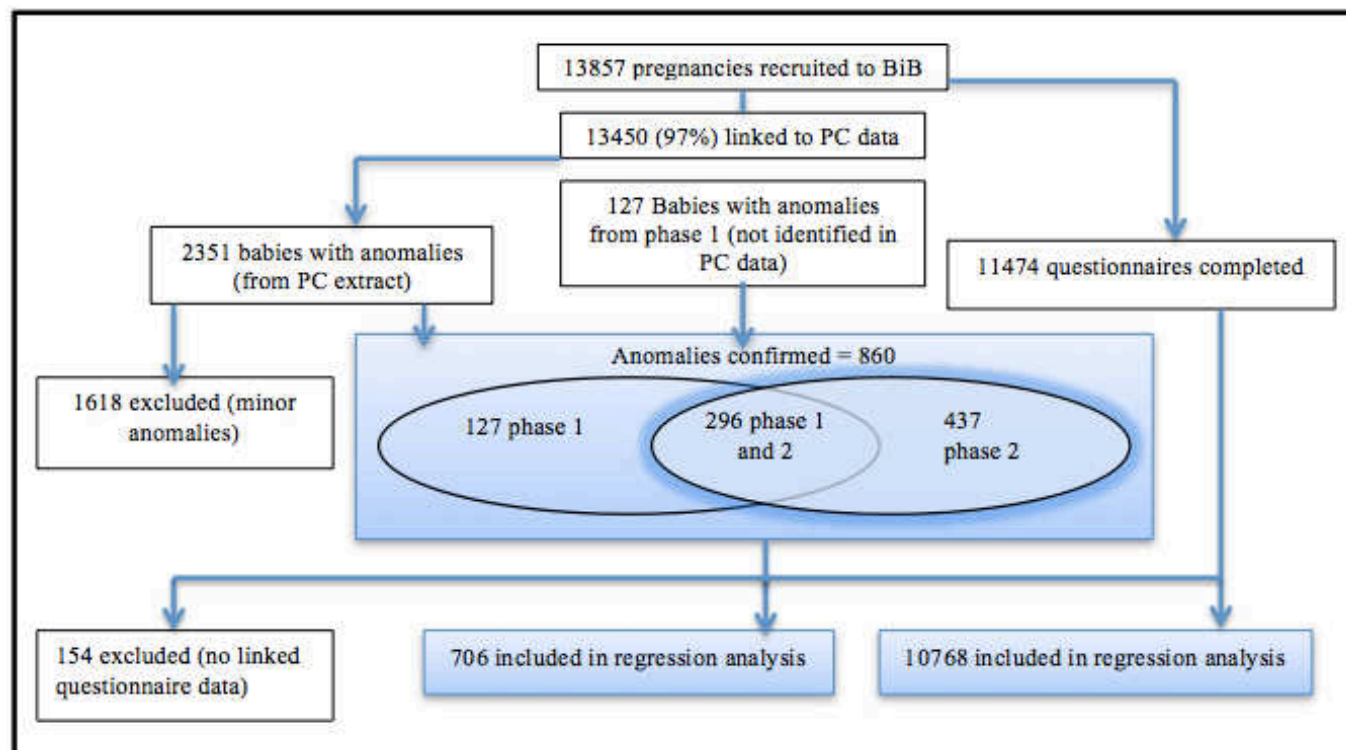 13857 pregnancies recruited to BiB
13450 (97%) linked to PC data
127 Babies with anomalies
from phase 1 (not identified in
PC data)
2351 babies with anomalies
(from PC extract)
11474 questionnaires completed
Anomalies confirmed = 860
1618 excluded (minor
anomalies)
127 phase 1
296 phase 1
and 2
437
phase 2
154 excluded (no linked
questionnaire data)
706 included in regression analysis
10768 included in regression analysis